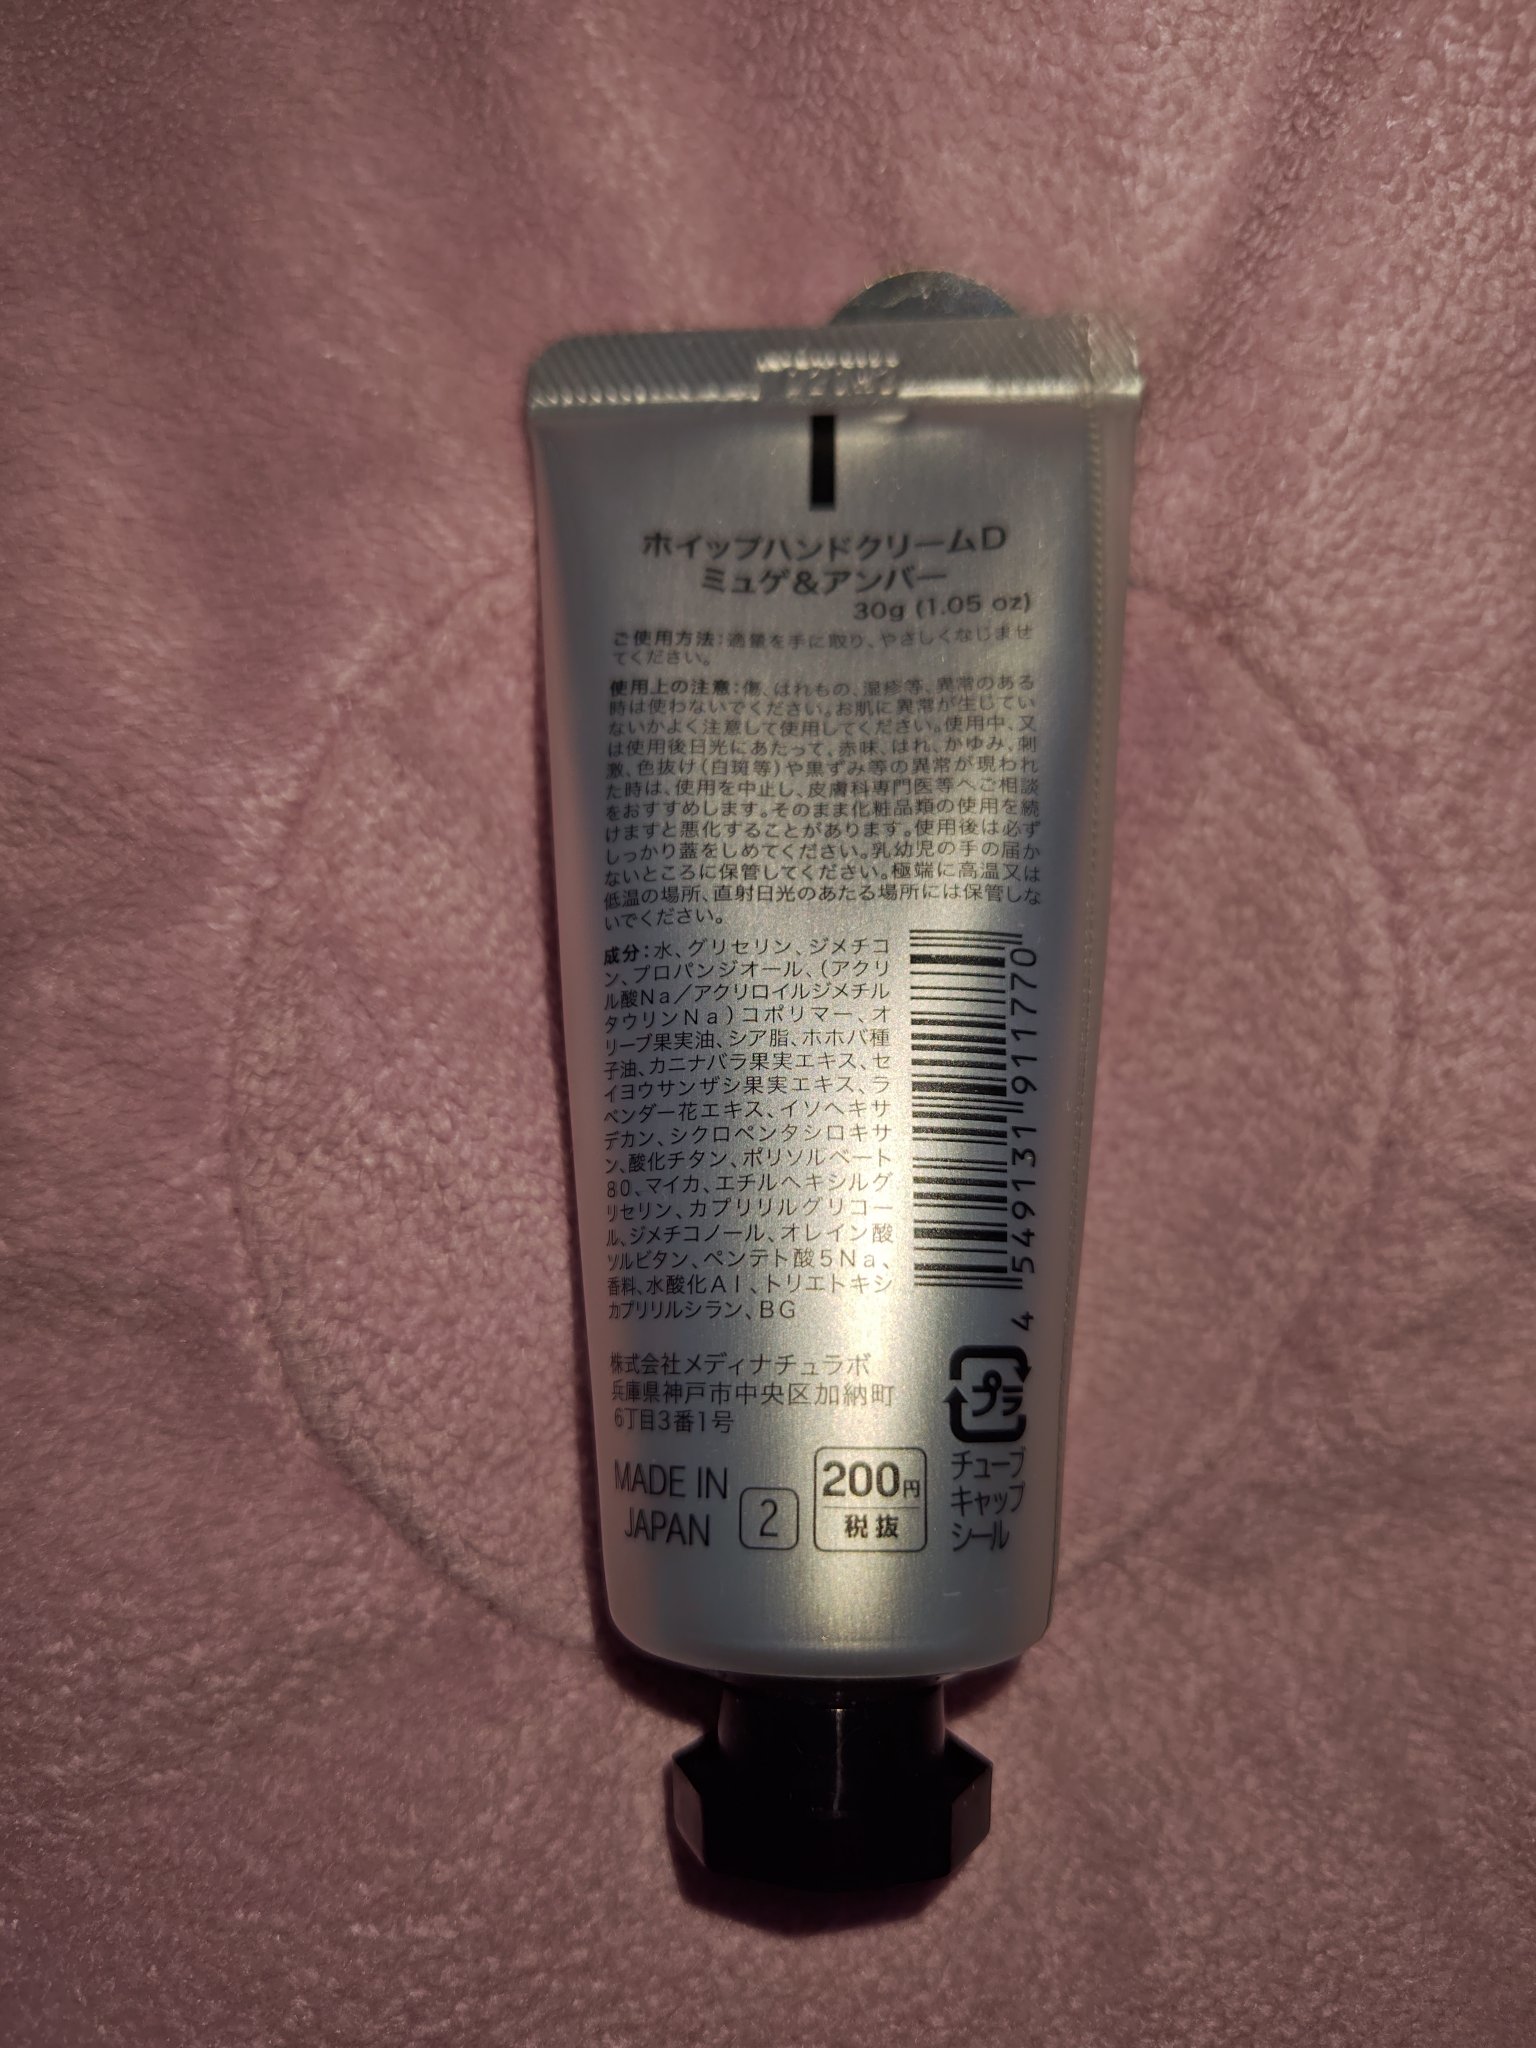 ホイップハンドクリームD
ミュゲ&アンバー
30g (1.05 oz)
ご使用方法：適量を手に取り、やさしくなじませ
てください。
使用上の注意：傷、はれもの、湿疹等、異常のある
時は使わないでください。お肌に異常が生じてい
ないかよく注意して使用してください。使用中、又
は使用後日光にあたって、赤味、はれ、かゆみ、刺
激、色抜け（白斑等）や黒ずみ等の異常が現われ
た時は、使用を中止し、皮膚科専門医等へご相談
をおすすめします。そのまま化粧品類の使用を続
けますと悪化することがあります。使用後は必ず
しっかり蓋をしめてください。乳幼児の手の届か
ないところに保管してください。極端に高温又は
低温の場所、直射日光のあたる場所には保管しな
いでください。
成分：水、グリセリン、ジメチコ
ン、プロパンジオール、（アクリ
ル酸Ｎａ／アクリロイルジメチル
タウリンＮａ）コポリマー、オ
リーブ果実油、シア脂、ホホバ種
子油、カニナバラ果実エキス、セ
イヨウサンザシ果実エキス、ラ
ベンダー花エキス、イソヘキサ
デカン、シクロペンタシロキサ
ン、酸化チタン、ポリソルベート
80、マイカ、エチルヘキシルグ
リセリン、カプリリルグリコー
ル、ジメチコノール、オレイン酸
ソルビタン、ペンテト酸５Ｎａ、
香料、水酸化ＡＩ、トリエトキシ
カプリリルシラン、ＢＧ
4 549131 911770
株式会社メディナチュラボ
兵庫県神戸市中央区加納町
6丁目3番1号
プラ
チューブ
キャップ
シール
MADE IN
JAPAN
2
200円
税抜